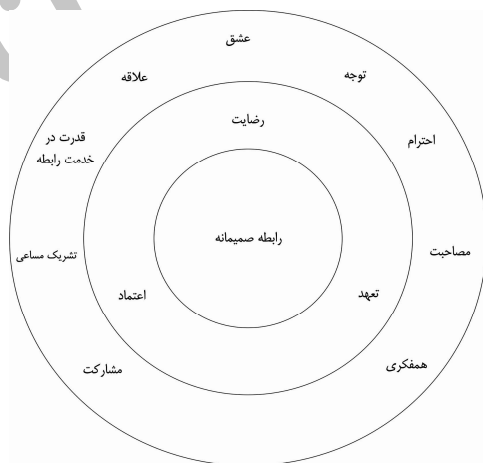 عشق
توجه
علاقه
رضایت
احترام
قدرت در
خدمت رابطه
رابطه صمیمانه
مصاحبت
تشریک مساعی
تعهد
اعتماد
همفکری
مشارکت